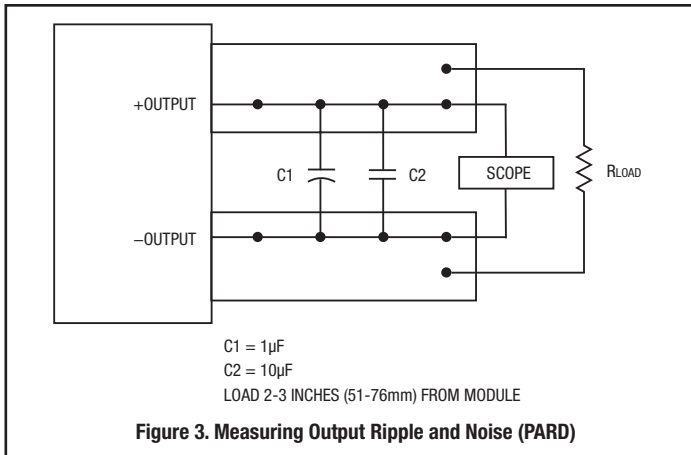 +OUTPUT
C1
C2
SCOPE
RLOAD
−OUTPUT
C1 = 1µF
C2 = 10µF
LOAD 2-3 INCHES (51-76mm) FROM MODULE
Figure 3. Measuring Output Ripple and Noise (PARD)